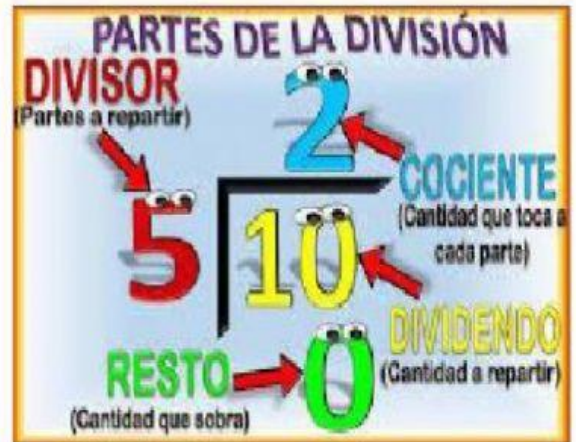 PARTES DE LA DIVISIÓN
DIVISOR
(Partes a repartir)
2
COCIENTE
(Cantidad que toca a
cada parte)
5
10
DIVIDENDO
(Cantidad a repartir)
RESTO
(Cantidad que sobra)
0